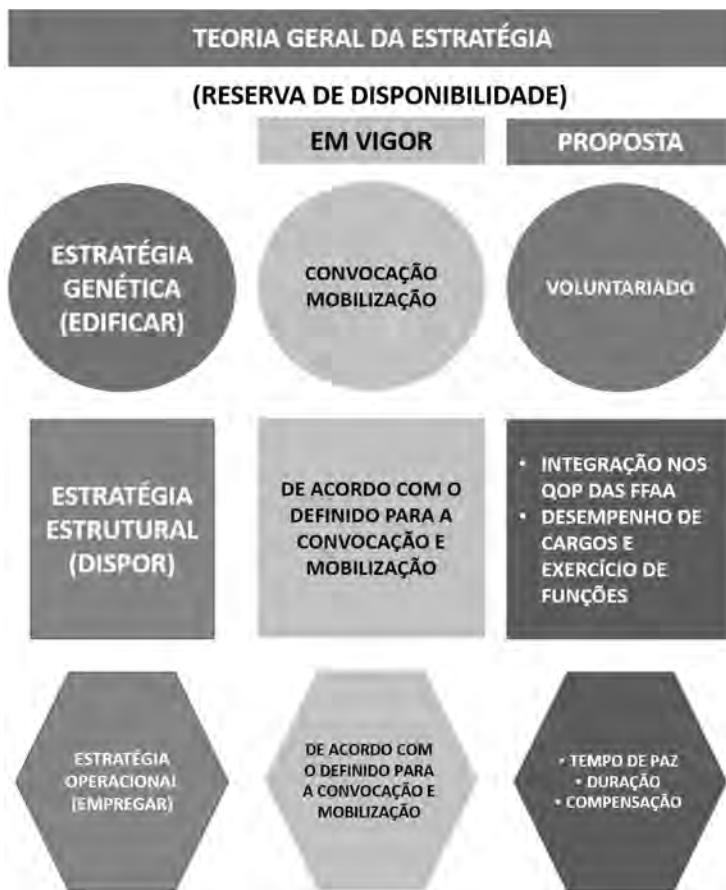 TEORIA GERAL DA ESTRATÉGIA
(RESERVA DE DISPONIBILIDADE)
EM VIGOR
PROPOSTA
ESTRATÉGIA
GENÉTICA
(EDIFICAR)
CONVOCAÇÃO
MOBILIZAÇÃO
VOLUNTARIADO
ESTRATÉGIA
ESTRUTURAL
(DISPOR)
DE ACORDO COM O
DEFINIDO PARA A
CONVOCAÇÃO E
MOBILIZAÇÃO
• INTEGRAÇÃO NOS
QOP DAS FFAA
• DESEMPENHO DE
CARGOS E
EXERCÍCIO DE
FUNÇÕES
ESTRATÉGIA
OPERACIONAL
(EMPREGAR)
DE ACORDO COM
O DEFINIDO PARA
A CONVOCAÇÃO E
MOBILIZAÇÃO
• TEMPO DE PAZ
• DURAÇÃO
• COMPENSAÇÃO